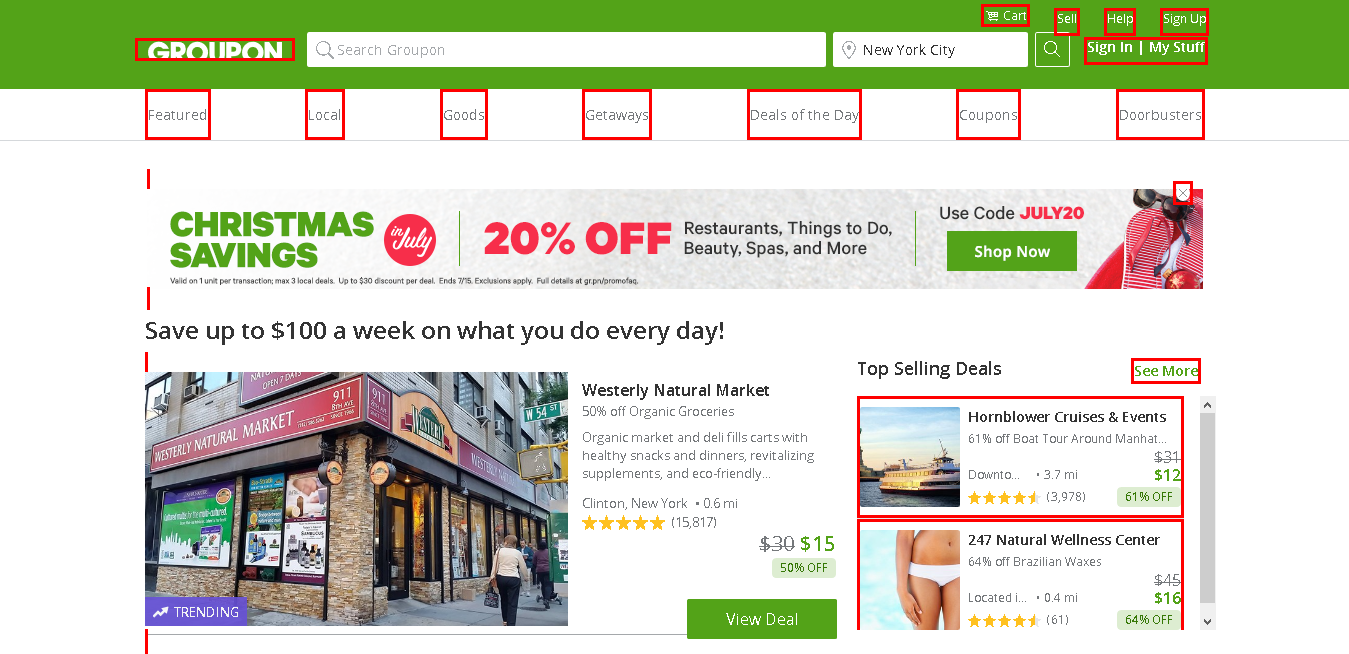 Cart
Sell
Help
Sign Up
GROUPON
Search Groupon
New York City
Sign In | My Stuff
Featured
Local
Goods
Getaways
Deals of the Day
Coupons
Doorbusters
CHRISTMAS
SAVINGS
in July
20% OFF
Restaurants, Things to Do,
Beauty, Spas, and More
Use Code JULY20
Shop Now
Valid on 1 unit per transaction; max 3 local deals. Up to $30 discount per deal. Ends 7/15. Exclusions apply. Full details at gr.pn/promofaq.
Save up to $100 a week on what you do every day!
OPEN 7 DAYS
WESTERLY NATURAL MARKET
911
8TH AVE
WESTERLY
W 54 ST
911
TRENDING
Westerly Natural Market
50% off Organic Groceries
Organic market and deli fills carts with
healthy snacks and dinners, revitalizing
supplements, and eco-friendly...
Clinton, New York • 0.6 mi
(15,817)
$30 $15
50% OFF
View Deal
Top Selling Deals
See More
Hornblower Cruises & Events
61% off Boat Tour Around Manhat...
$31
Downto... • 3.7 mi
$12
(3,978)
61% OFF
247 Natural Wellness Center
64% off Brazilian Waxes
$45
Located i... • 0.4 mi
$16
(61)
64% OFF